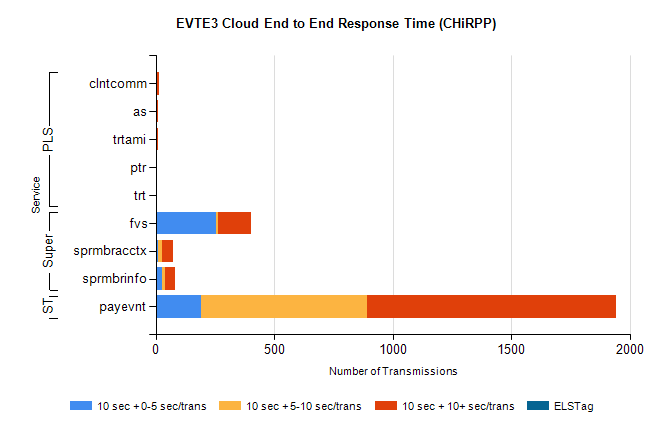 EVTE3 Cloud End to End Response Time (CHiRPP)
Service
PLS
clntcomm
as
trtami
ptr
trt
Super
fvs
sprmbracctx
sprmbrinfo
STI
payevnt
0 500 1000 1500 2000
Number of Transmissions
10 sec +0-5 sec/trans 10 sec +5-10 sec/trans 10 sec + 10+ sec/trans ELSTag